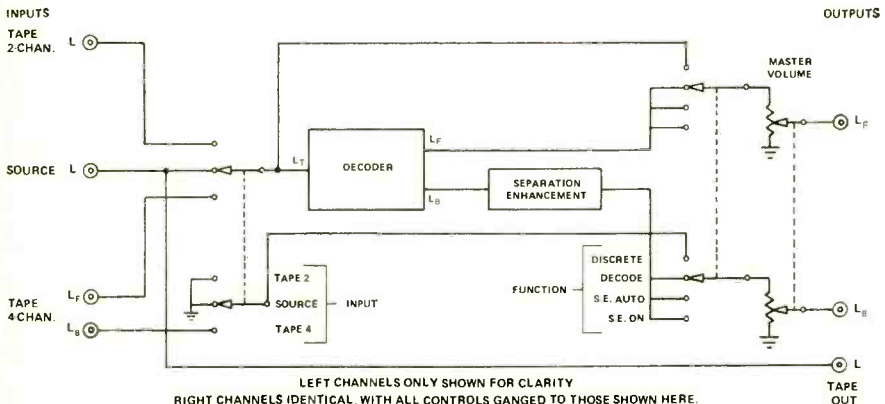 INPUTS
OUTPUTS
TAPE
2-CHAN.
L
MASTER
VOLUME
L_F
SOURCE
L
L_T
OECODER
L_F
L_B
SEPARATION
ENHANCEMENT
L_F
TAPE
4-CHAN.
L_B
TAPE 2
SOURCE
TAPE 4
INPUT
FUNCTION
DISCRETE
DECODE
S.E. AUTO
S.E. ON
L_B
L
TAPE
OUT
LEFT CHANNELS ONLY SHOWN FOR CLARITY
RIGHT CHANNELS IDENTICAL, WITH ALL CONTROLS GANGED TO THOSE SHOWN HERE.